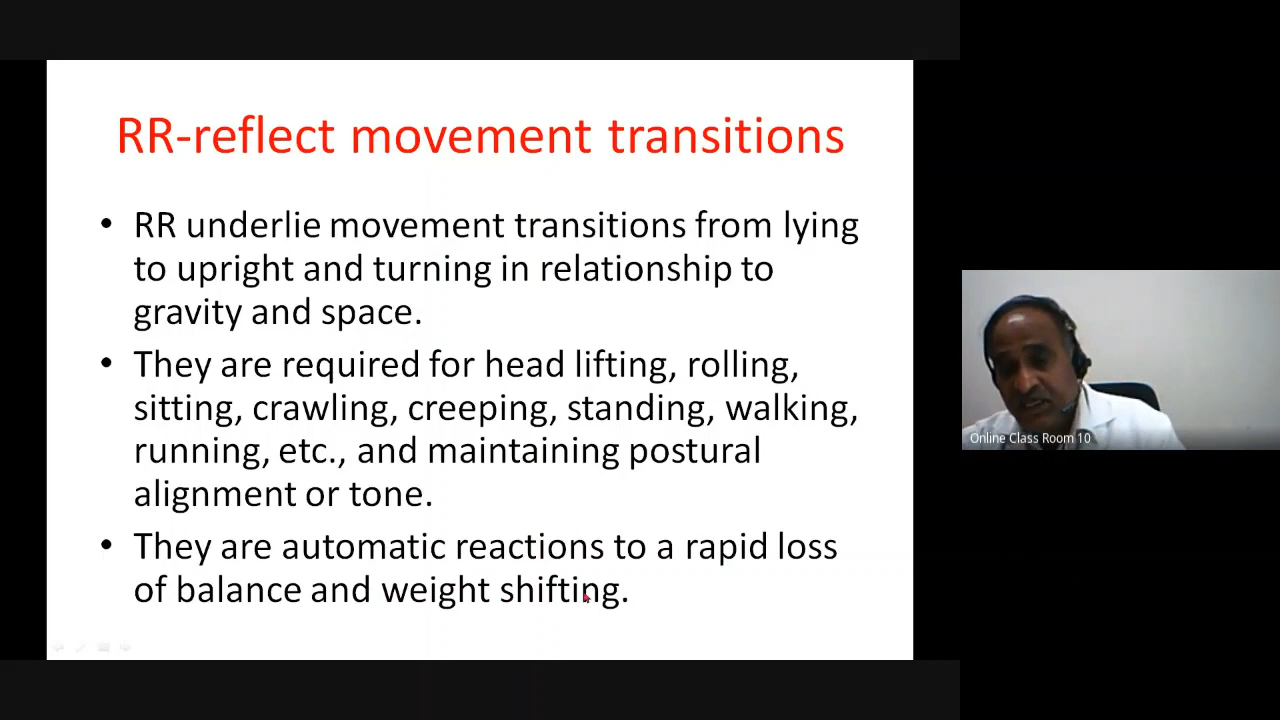 RR-reflect movement transitions
• RR underlie movement transitions from lying
to upright and turning in relationship to
gravity and space.
• They are required for head lifting, rolling,
sitting, crawling, creeping, standing, walking,
running, etc., and maintaining postural
alignment or tone.
• They are automatic reactions to a rapid loss
of balance and weight shifting.
Online Class Room 10